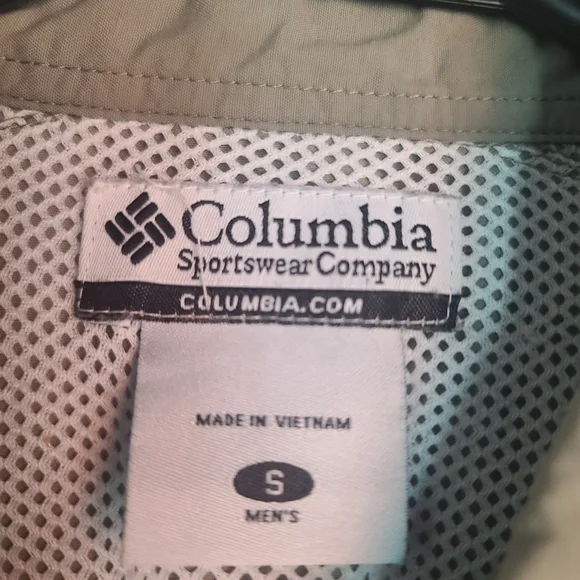 Columbia
Sportswear Company
COLUMBIA.COM
MADE IN VIETNAM
S
MEN'S